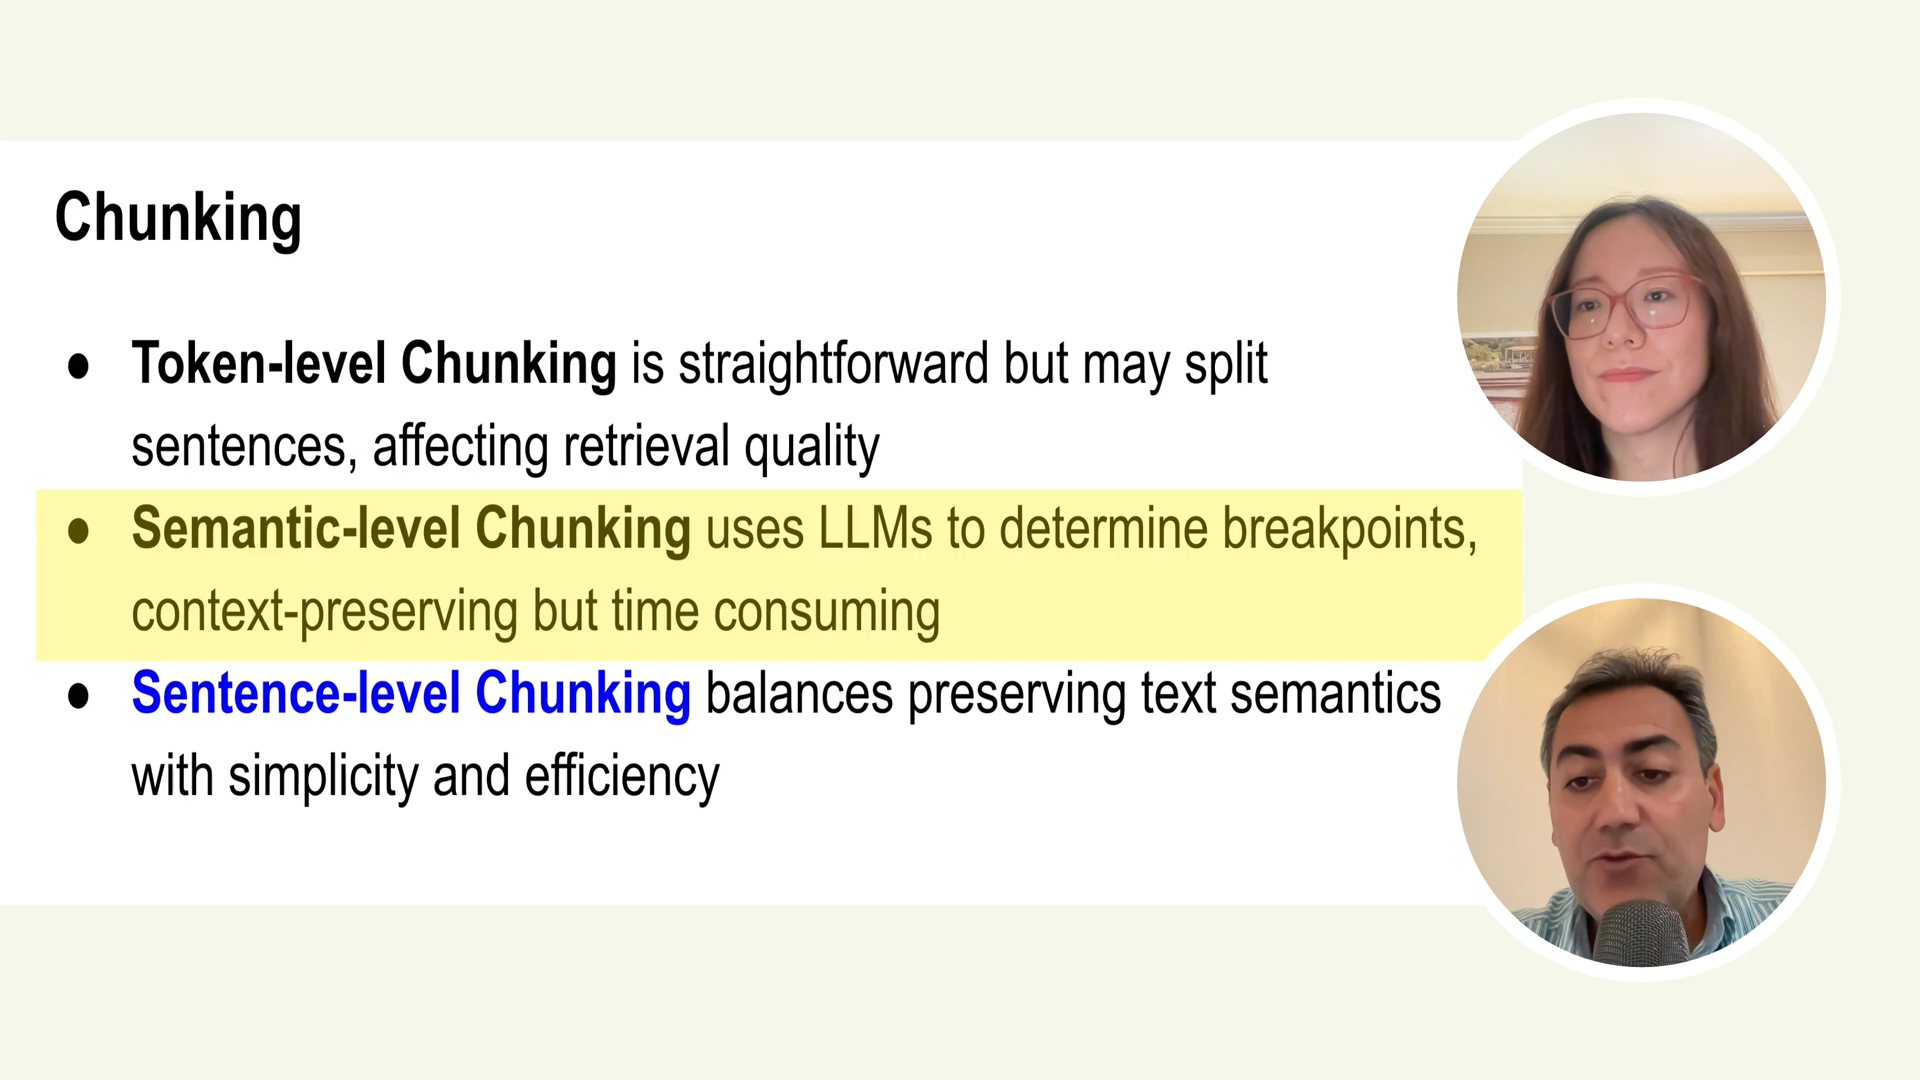 Chunking
● Token-level Chunking is straightforward but may split
sentences, affecting retrieval quality
● Semantic-level Chunking uses LLMs to determine breakpoints,
context-preserving but time consuming
● Sentence-level Chunking balances preserving text semantics
with simplicity and efficiency